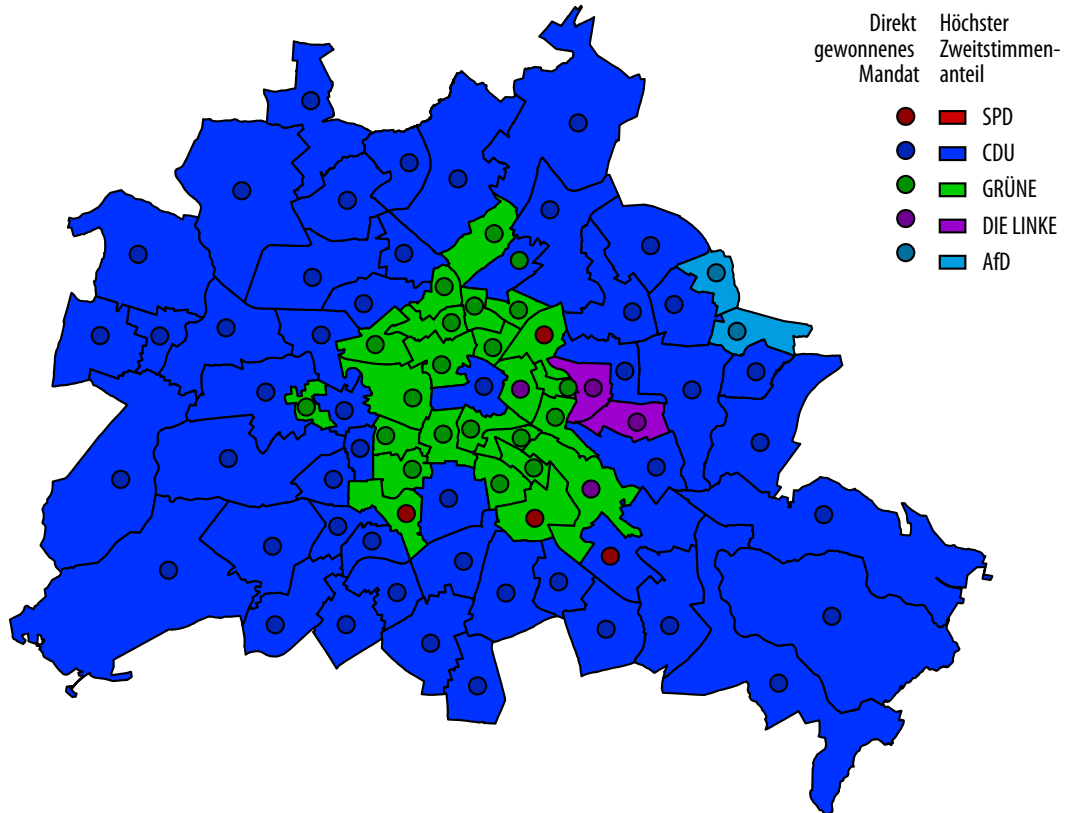 Direkt gewonnenes Mandat
Höchster Zweitstimmen-anteil
SPD
CDU
GRÜNE
DIE LINKE
AfD